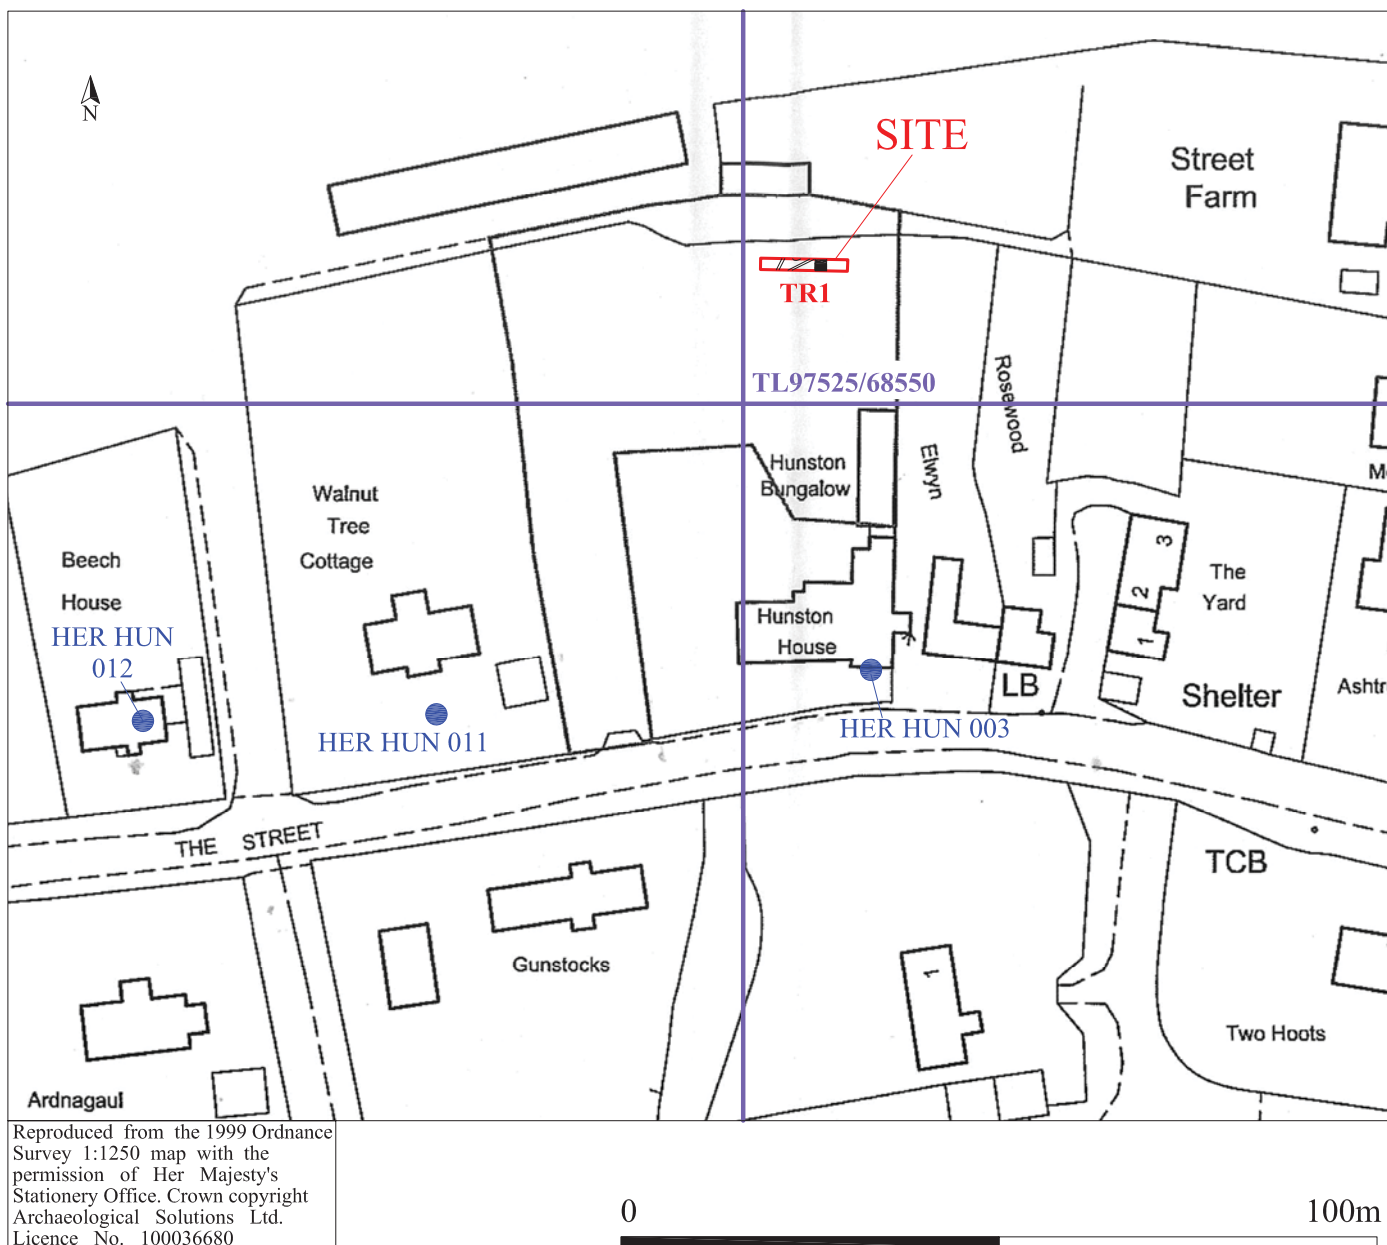 N
SITE
Street
Farm
TR1
TL97525/68550
Rosewood
Elwyn
Hunston
Bungalow
Walnut
Tree
Cottage
Beech
House
HER HUN
012
HER HUN 011
Hunston
House
HER HUN 003
LB
3
2
1
The
Yard
Shelter
THE STREET
TCB
Gunstocks
1
Two Hoots
Ardnagaul
Reproduced from the 1999 Ordnance
Survey 1:1250 map with the
permission of Her Majesty's
Stationery Office. Crown copyright
Archaeological Solutions Ltd.
Licence No. 100036680
0
100m